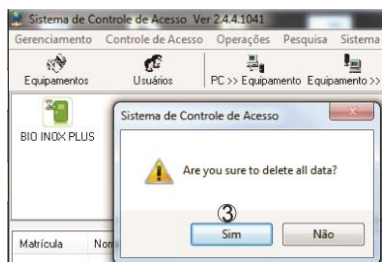 Sistema de Controle de Acesso Ver 2.4.4.1041
Gerenciamento Controle de Acesso Operações Pesquisa Sistema
Equipamentos Usuários PC >> Equipamento Equipamento >>
BIO INOX PLUS
Sistema de Controle de Acesso
Are you sure to delete all data?
③
Sim Não
Matrícula Nom